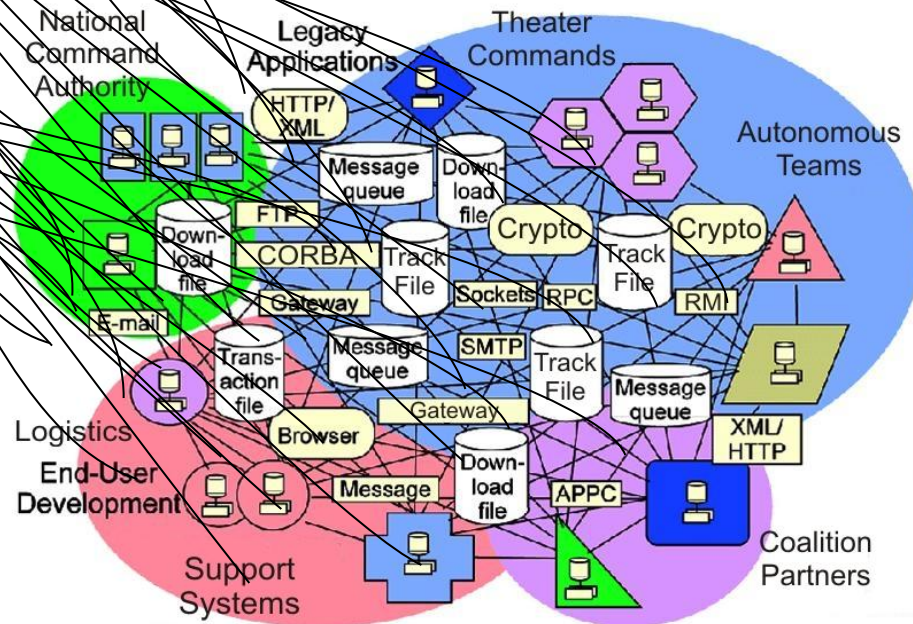 National
Command
Authority
Legacy
Applications
Theater
Commands
HTTP/
XML
Autonomous
Teams
Message
queue
Down-
load
file
FTP
Crypto
Crypto
Down-
load
file
CORBA
Track
File
Track
File
Gateway
Sockets
RPC
RMI
E-mail
Trans-
action
file
Message
queue
SMTP
Track
File
Message
queue
Gateway
Logistics
Browser
XML/
HTTP
End-User
Development
Message
Down-
load
file
APPC
Support
Systems
Coalition
Partners